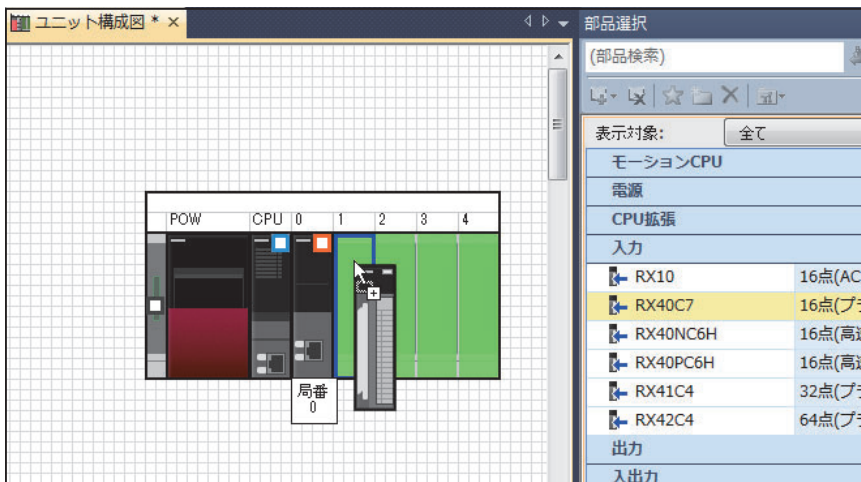 ユニット構成図 * ×
部品選択
(部品検索)
表示対象: 全て
モーションCPU
電源
CPU拡張
入力
RX10 16点(AC
RX40C7 16点(プラ
RX40NC6H 16点(高速
RX40PC6H 16点(高速
RX41C4 32点(プラ
RX42C4 64点(プラ
出力
入出力
POW CPU 0 1 2 3 4
局番
0